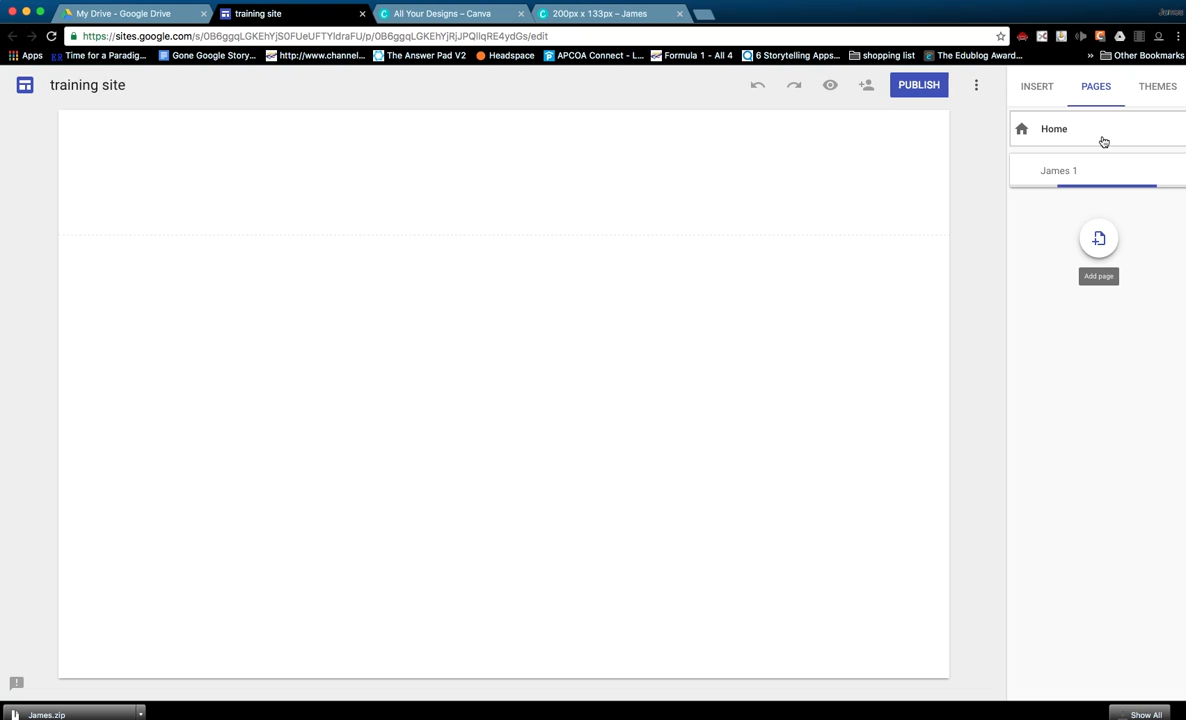 My Drive - Google Drive
training site
All Your Designs – Canva
200px x 133px – James
James
https://sites.google.com/s/0B6ggqLGKEhYjS0FUeUFTYldraFU/p/0B6ggqLGKEhYjRjJPQllqRE4ydGs/edit
Apps
Time for a Paradig...
Gone Google Story...
http://www.channel...
The Answer Pad V2
Headspace
APCOA Connect - L...
Formula 1 - All 4
6 Storytelling Apps...
shopping list
The Edublog Award...
» Other Bookmarks
training site
PUBLISH
INSERT
PAGES
THEMES
Home
James 1
Add page
James.zip
Show All